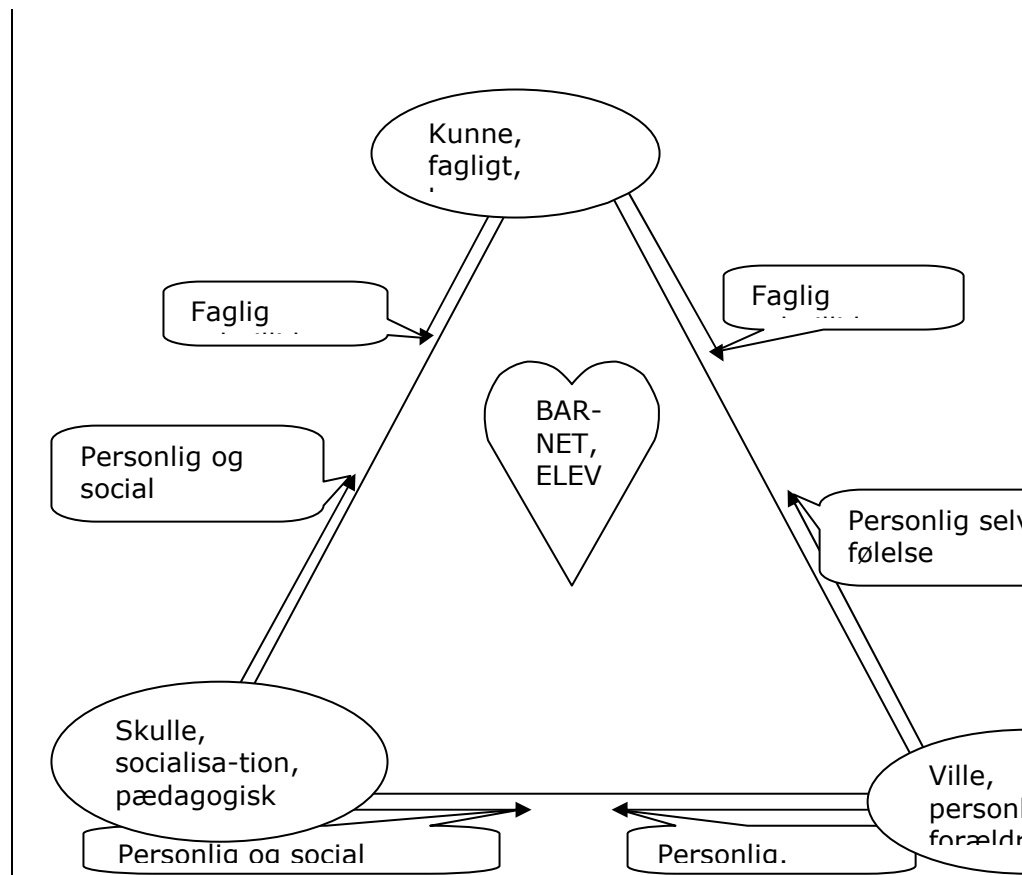 Kunne,
fagligt,
Faglig
Faglig
BAR-
NET,
ELEV
Personlig og
social
Personlig selv
følelse
Skulle,
socialisa-tion,
pædagogisk
Ville,
Personlig og social
Personlig.